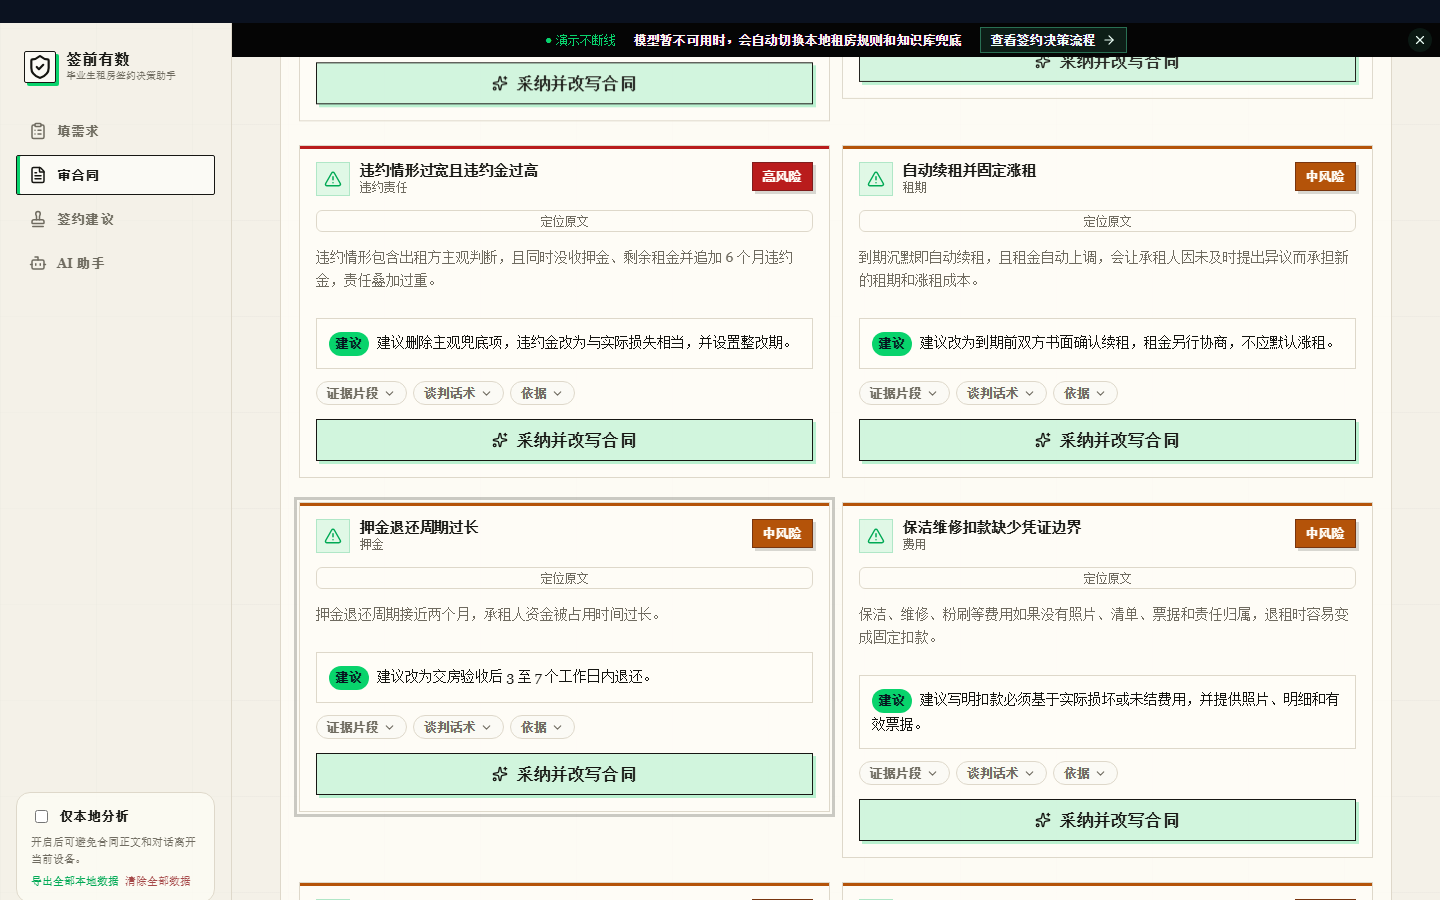 签前有数
毕业生租房签约决策助手
填需求
审合同
签约建议
AI 助手
仅本地分析
开启后可避免合同正文和对话离开
当前设备。
导出全部本地数据 清除全部数据
演示不断线 模型暂不可用时，会自动切换本地租房规则和知识库兜底 查看签约决策流程
采纳并改写合同
采纳并改写合同
违约情形过宽且违约金过高
违约责任
高风险
定位原文
违约情形包含出租方主观判断，且同时没收押金、剩余租金并追加 6 个月违约
金，责任叠加过重。
建议 建议删除主观兜底项，违约金改为与实际损失相当，并设置整改期。
证据片段 谈判话术 依据
采纳并改写合同
自动续租并固定涨租
租期
中风险
定位原文
到期沉默即自动续租，且租金自动上调，会让承租人因未及时提出异议而承担新
的租期和涨租成本。
建议 建议改为到期前双方书面确认续租，租金另行协商，不应默认涨租。
证据片段 谈判话术 依据
采纳并改写合同
押金退还周期过长
押金
中风险
定位原文
押金退还周期接近两个月，承租人资金被占用时间过长。
建议 建议改为交房验收后 3 至 7 个工作日内退还。
证据片段 谈判话术 依据
采纳并改写合同
保洁维修扣款缺少凭证边界
费用
中风险
定位原文
保洁、维修、粉刷等费用如果没有照片、清单、票据和责任归属，退租时容易变
成固定扣款。
建议 建议写明扣款必须基于实际损坏或未结费用，并提供照片、明细和有
效票据。
证据片段 谈判话术 依据
采纳并改写合同